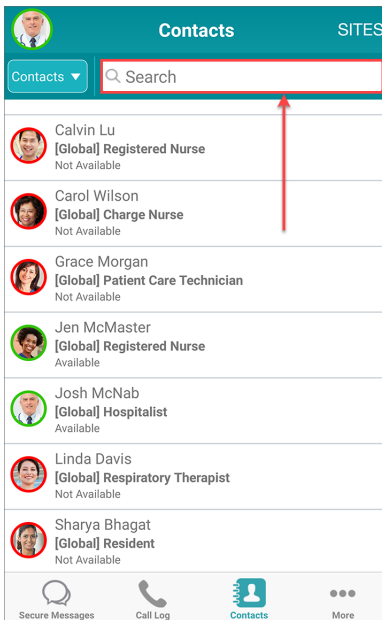 Contacts
SITES
Contacts
Search
Calvin Lu
[Global] Registered Nurse
Not Available
Carol Wilson
[Global] Charge Nurse
Not Available
Grace Morgan
[Global] Patient Care Technician
Not Available
Jen McMaster
[Global] Registered Nurse
Available
Josh McNab
[Global] Hospitalist
Available
Linda Davis
[Global] Respiratory Therapist
Not Available
Sharya Bhagat
[Global] Resident
Not Available
Secure Messages
Call Log
Contacts
More